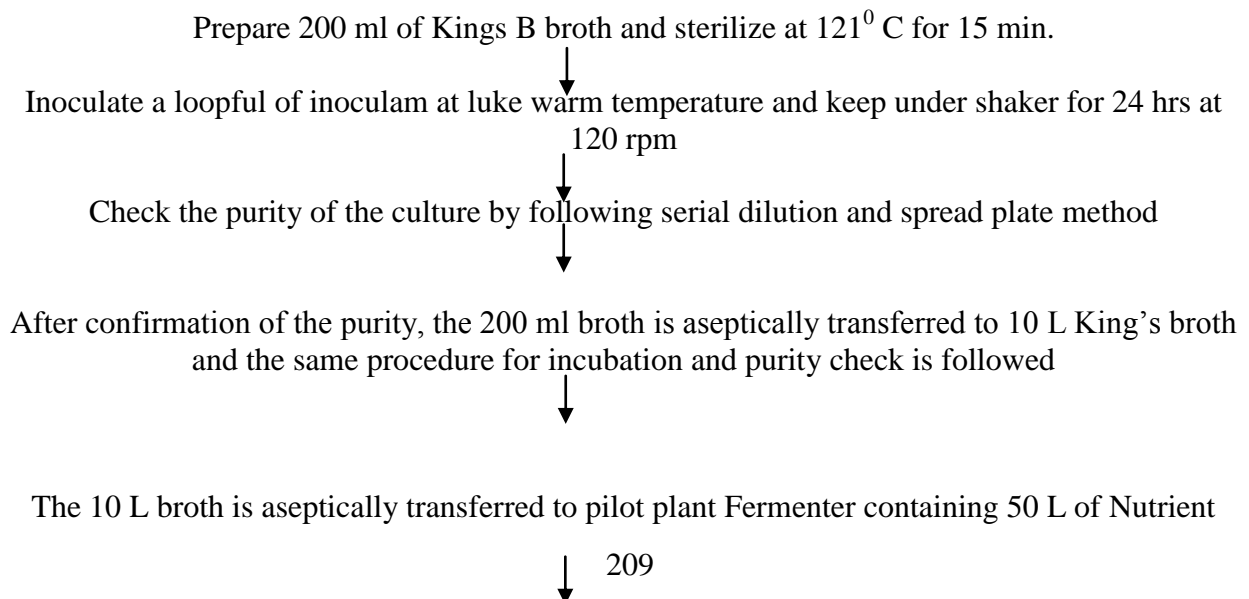 Prepare 200 ml of Kings B broth and sterilize at 121⁰ C for 15 min.
Inoculate a loopful of inoculam at luke warm temperature and keep under shaker for 24 hrs at
120 rpm
Check the purity of the culture by following serial dilution and spread plate method
After confirmation of the purity, the 200 ml broth is aseptically transferred to 10 L King’s broth
and the same procedure for incubation and purity check is followed
The 10 L broth is aseptically transferred to pilot plant Fermenter containing 50 L of Nutrient
209